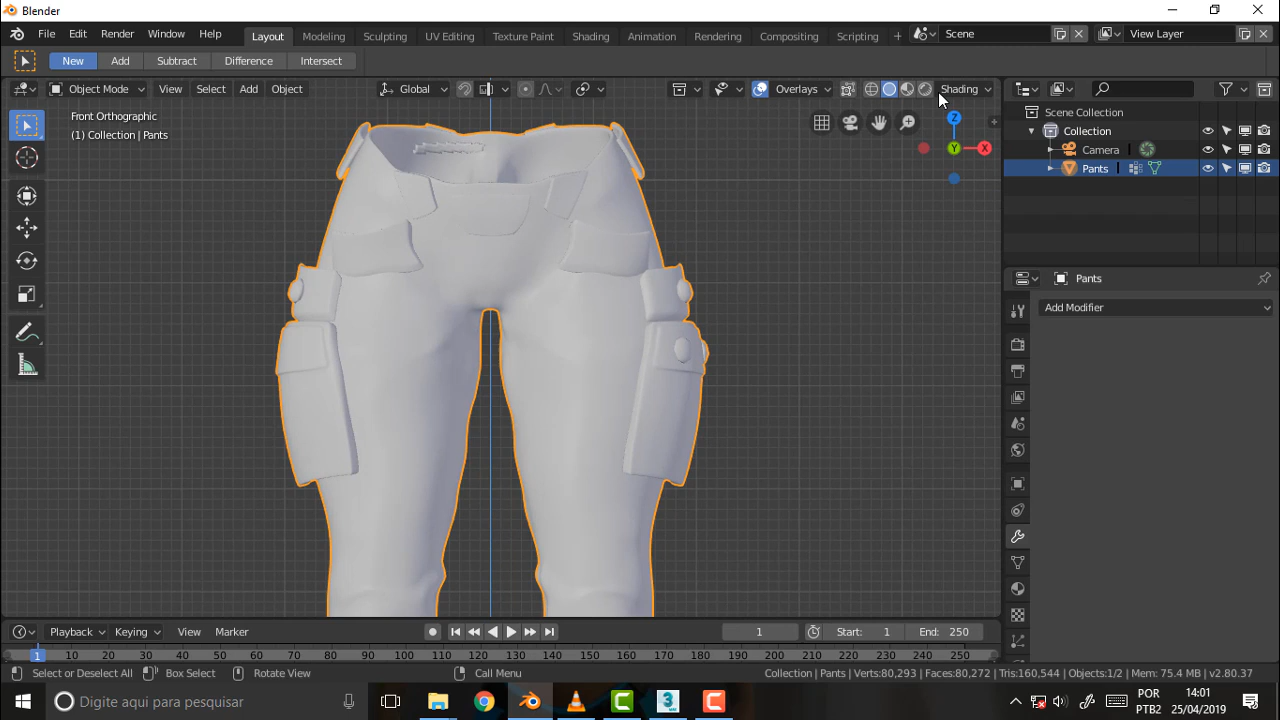 Blender
File Edit Render Window Help Layout Modeling Sculpting UV Editing Texture Paint Shading Animation Rendering Compositing Scripting + Scene View Layer
New Add Subtract Difference Intersect
Object Mode View Select Add Object Global Overlays Shading
Front Orthographic
(1) Collection | Pants
Z
Y
X
Scene Collection
Collection
Camera
Pants
Pants
Add Modifier
Playback Keying View Marker 1 Start: 1 End: 250
1 10 20 30 40 50 60 70 80 90 100 110 120 130 140 150 160 170 180 190 200 210 220 230 240 250
Select or Deselect All Box Select Rotate View Call Menu Collection | Pants | Verts:80,293 | Faces:80,272 | Tris:160,544 | Objects:1/2 | Mem: 75.4 MB | v2.80.37
Digite aqui para pesquisar
POR
PTB2
14:01
25/04/2019